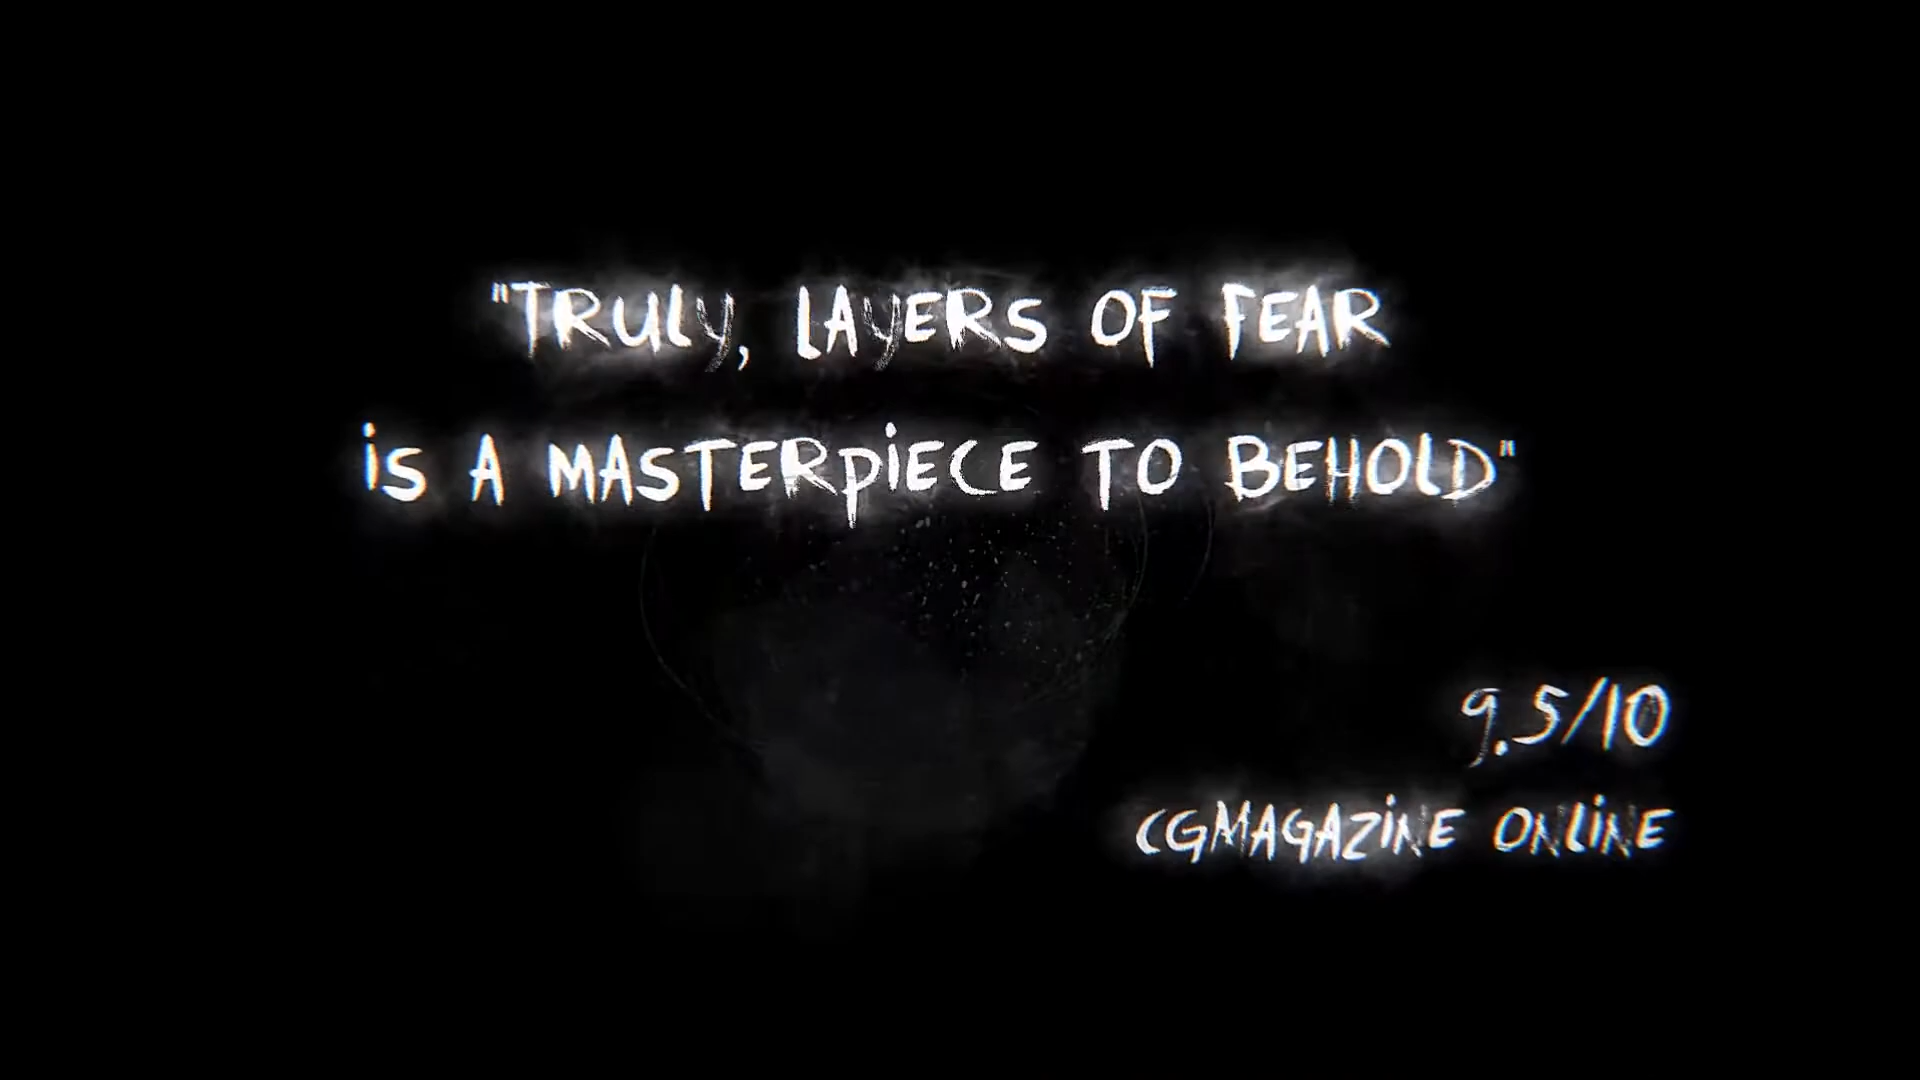 "TRULY, LAYERS OF FEAR
iS A MASTERPiECE TO BEHOLD"
9.5/10
CGMAGAZiNE ONLiNE